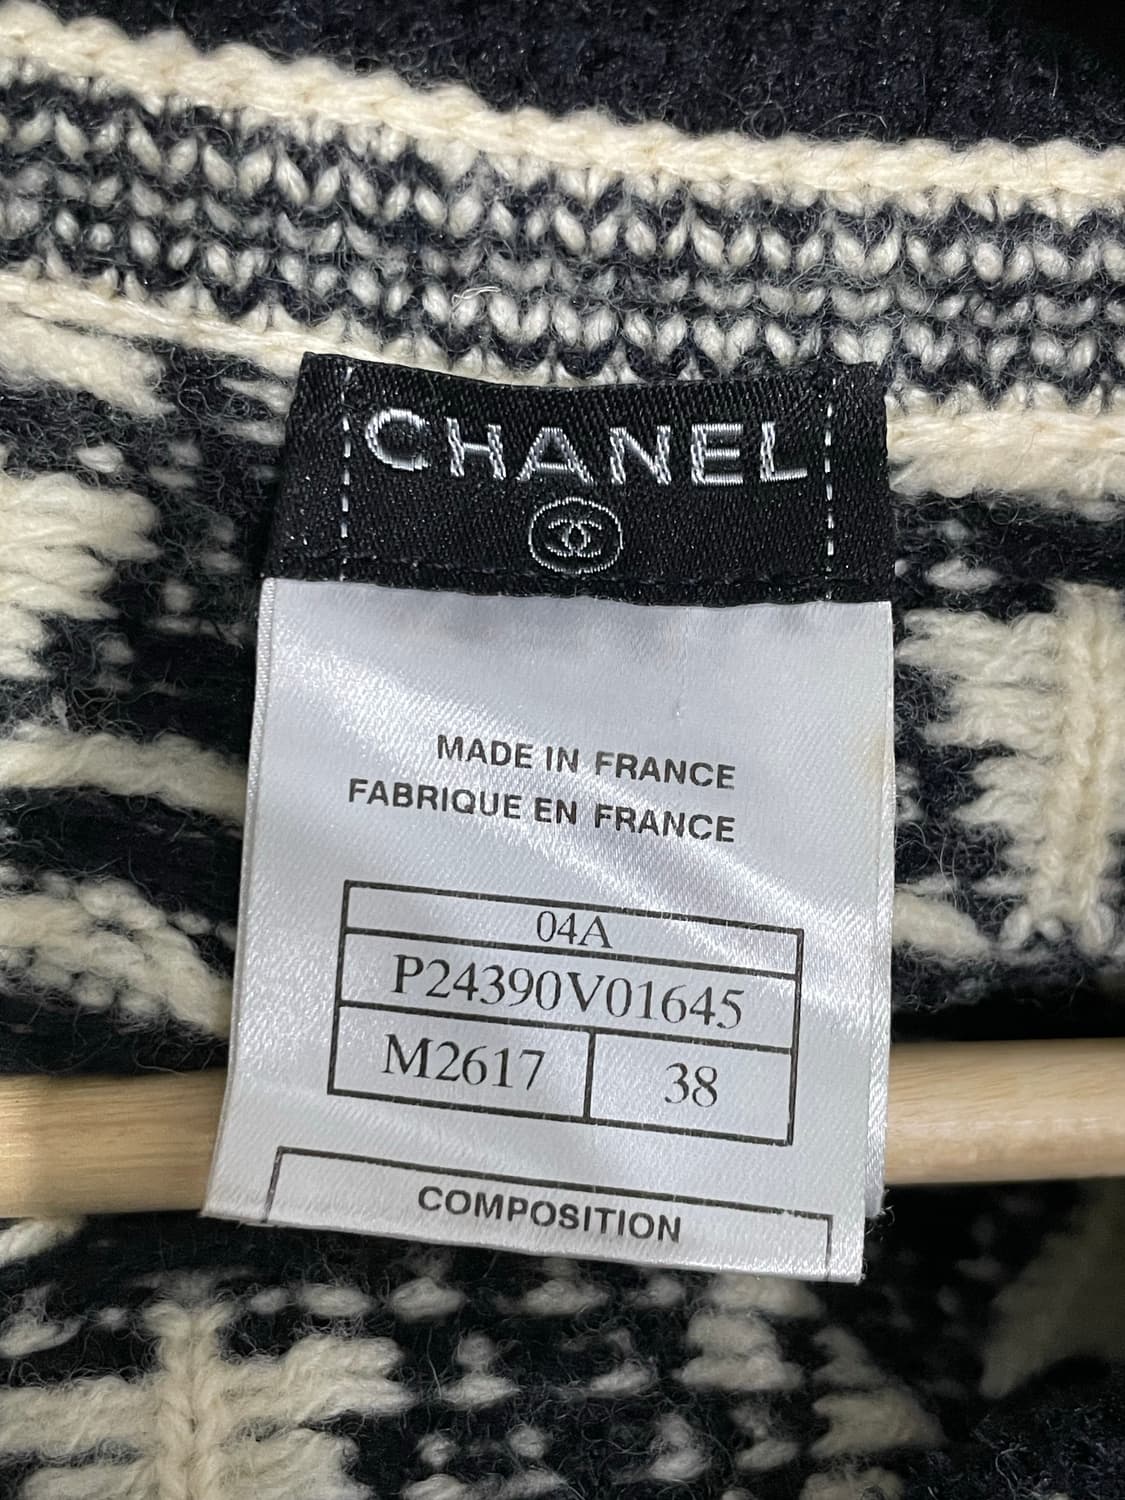 CHANEL
MADE IN FRANCE
FABRIQUE EN FRANCE
04A
P24390V01645
M2617 38
COMPOSITION